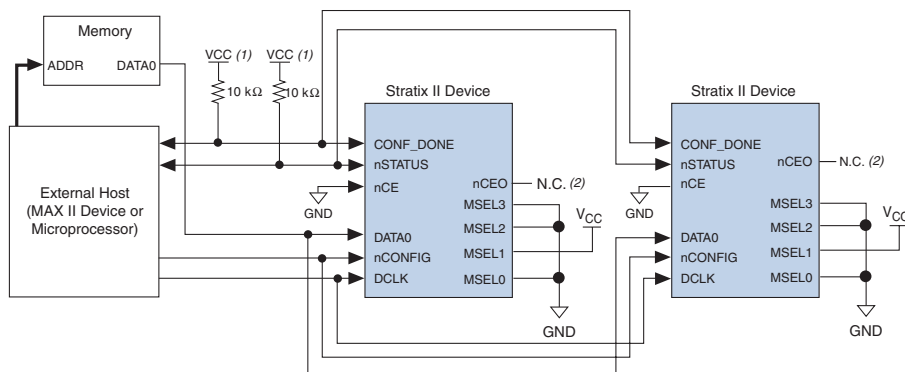 Memory
ADDR
DATA0
VCC (1)
VCC (1)
10 kΩ
10 kΩ
External Host
(MAX II Device or
Microprocessor)
Stratix II Device
CONF_DONE
nSTATUS
nCE
GND
DATA0
nCONFIG
DCLK
nCEO
N.C. (2)
MSEL3
MSEL2
MSEL1
MSEL0
VCC
GND
Stratix II Device
CONF_DONE
nSTATUS
nCE
GND
DATA0
nCONFIG
DCLK
nCEO
N.C. (2)
MSEL3
MSEL2
MSEL1
MSEL0
VCC
GND